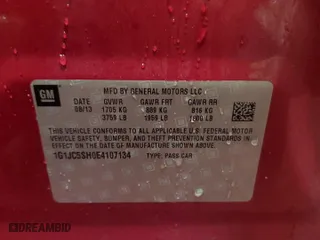 GM
MFD BY GENERAL MOTORS LLC
DATE GVWR GAWR FRT GAWR RR
08/13 1705 KG 889 KG 816 KG
3759 LB 1959 LB 1800 LB
THIS VEHICLE CONFORMS TO ALL APPLICABLE U.S. FEDERAL MOTOR
VEHICLE SAFETY, BUMPER, AND THEFT PREVENTION STANDARDS
IN EFFECT ON THE DATE OF MANUFACTURE SHOWN ABOVE.
1G1JC5SH6E4107134 TYPE: PASS CAR
DREAMBID